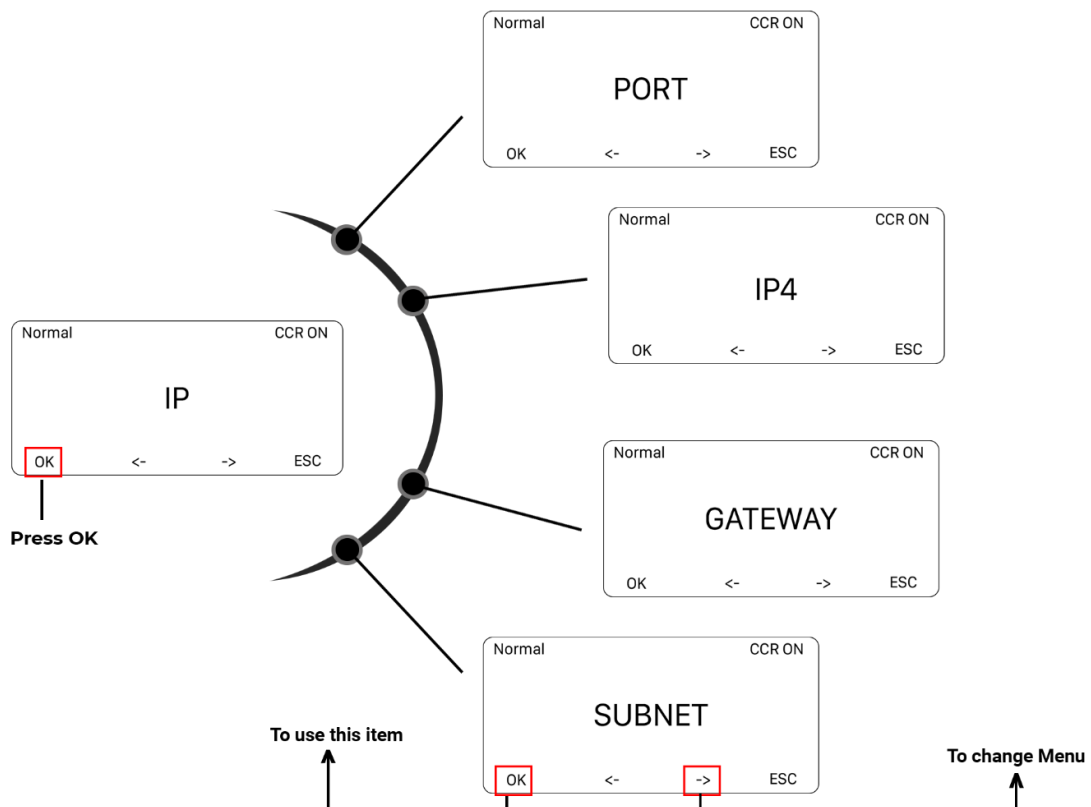 Normal CCR ON
PORT
OK <- -> ESC
Normal CCR ON
IP4
OK <- -> ESC
Normal CCR ON
IP
OK <- -> ESC
Press OK
Normal CCR ON
GATEWAY
OK <- -> ESC
Normal CCR ON
SUBNET
OK <- -> ESC
To use this item
To change Menu